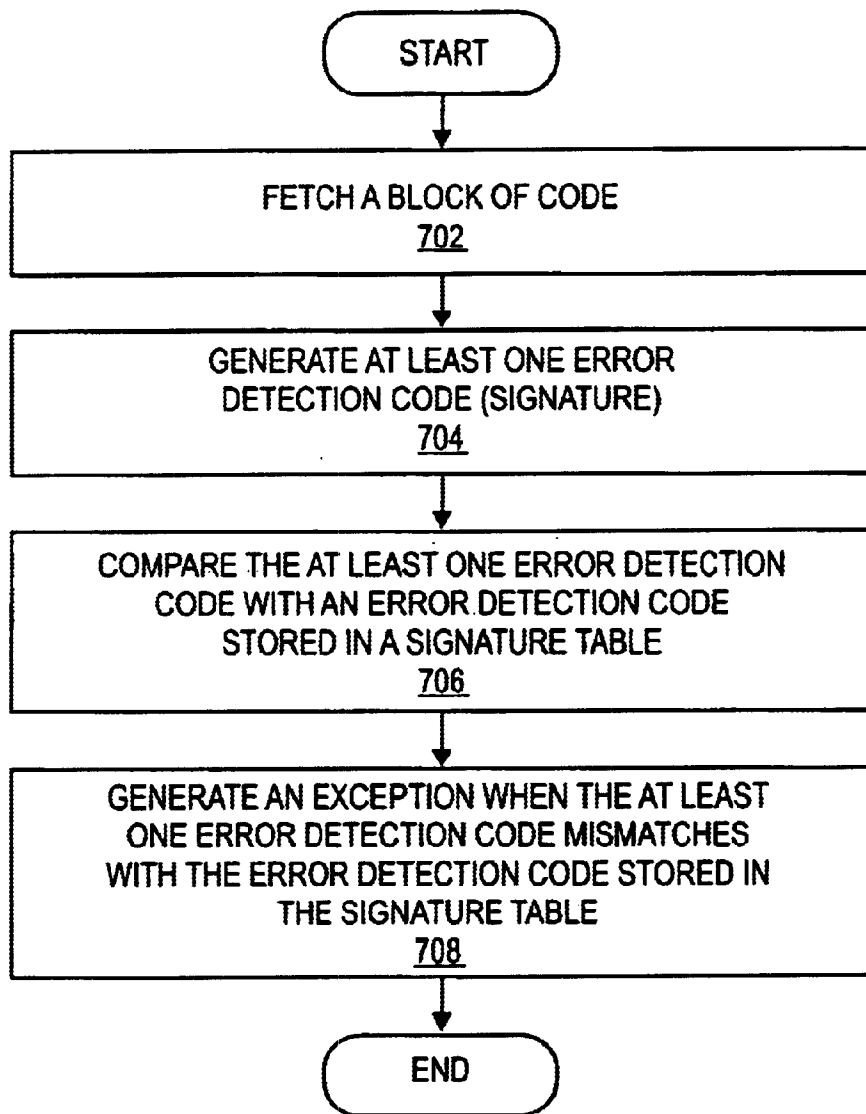 START
FETCH A BLOCK OF CODE
702
GENERATE AT LEAST ONE ERROR
DETECTION CODE (SIGNATURE)
704
COMPARE THE AT LEAST ONE ERROR DETECTION
CODE WITH AN ERROR DETECTION CODE
STORED IN A SIGNATURE TABLE
706
GENERATE AN EXCEPTION WHEN THE AT LEAST
ONE ERROR DETECTION CODE MISMATCHES
WITH THE ERROR DETECTION CODE STORED IN
THE SIGNATURE TABLE
708
END